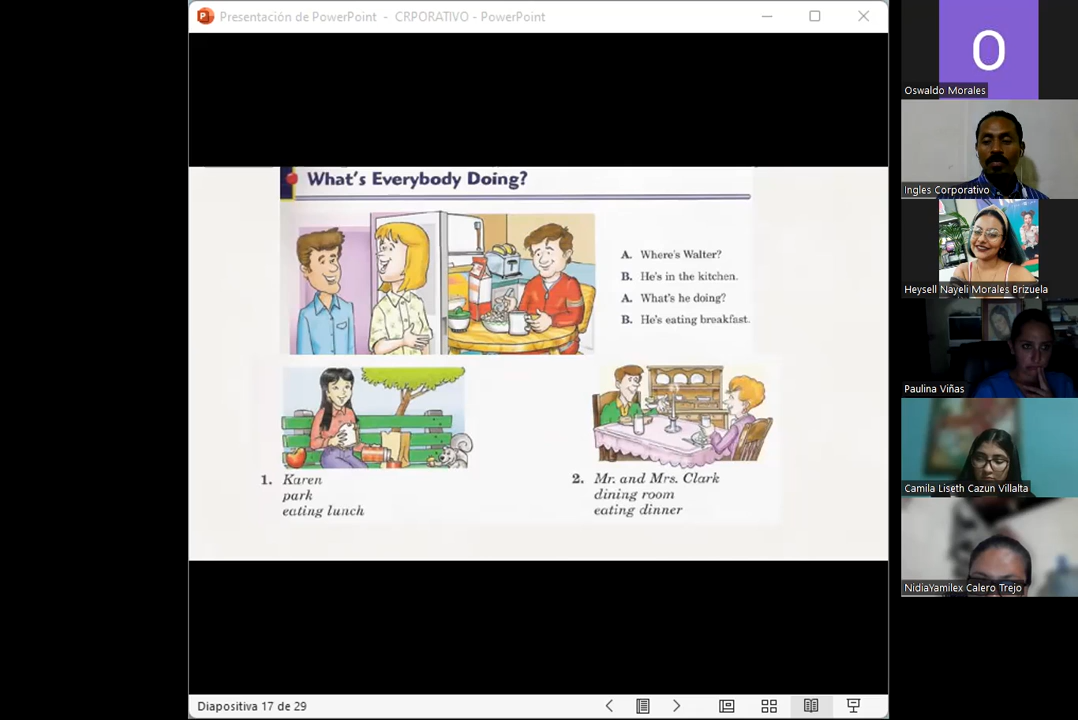 Presentación de PowerPoint - CRPORATIVO - PowerPoint
What's Everybody Doing?
A. Where's Walter?
B. He's in the kitchen.
A. What's he doing?
B. He's eating breakfast.
1. Karen
park
eating lunch
2. Mr. and Mrs. Clark
dining room
eating dinner
Diapositiva 17 de 29
O
Oswaldo Morales
Ingles Corporativo
Heysell Nayeli Morales Brizuela
Paulina Viñas
Camila Liseth Cazun Villalta
NidiaYamilex Calero Trejo